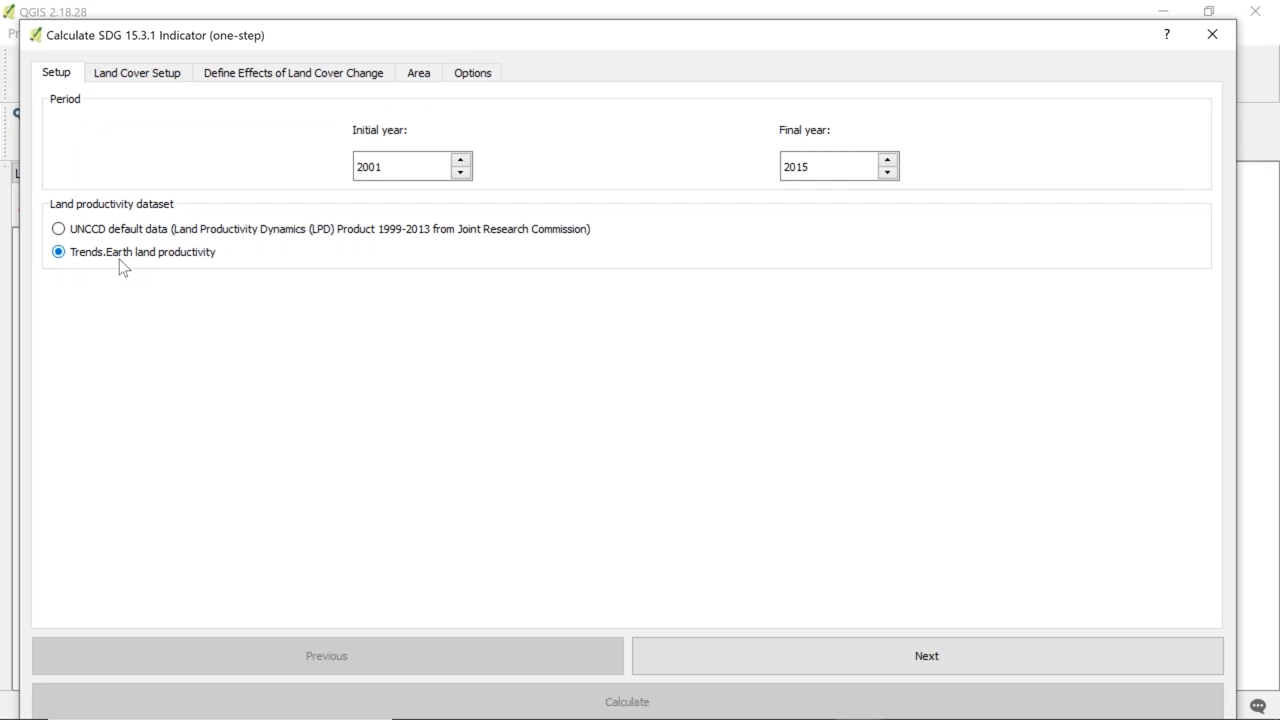 QGIS 2.18.28
Pr
Calculate SDG 15.3.1 Indicator (one-step)
?
Setup
Land Cover Setup
Define Effects of Land Cover Change
Area
Options
Period
Initial year:
Final year:
2001
2015
Land productivity dataset
UNCCD default data (Land Productivity Dynamics (LPD) Product 1999-2013 from Joint Research Commission)
Trends.Earth land productivity
Previous
Next
Calculate